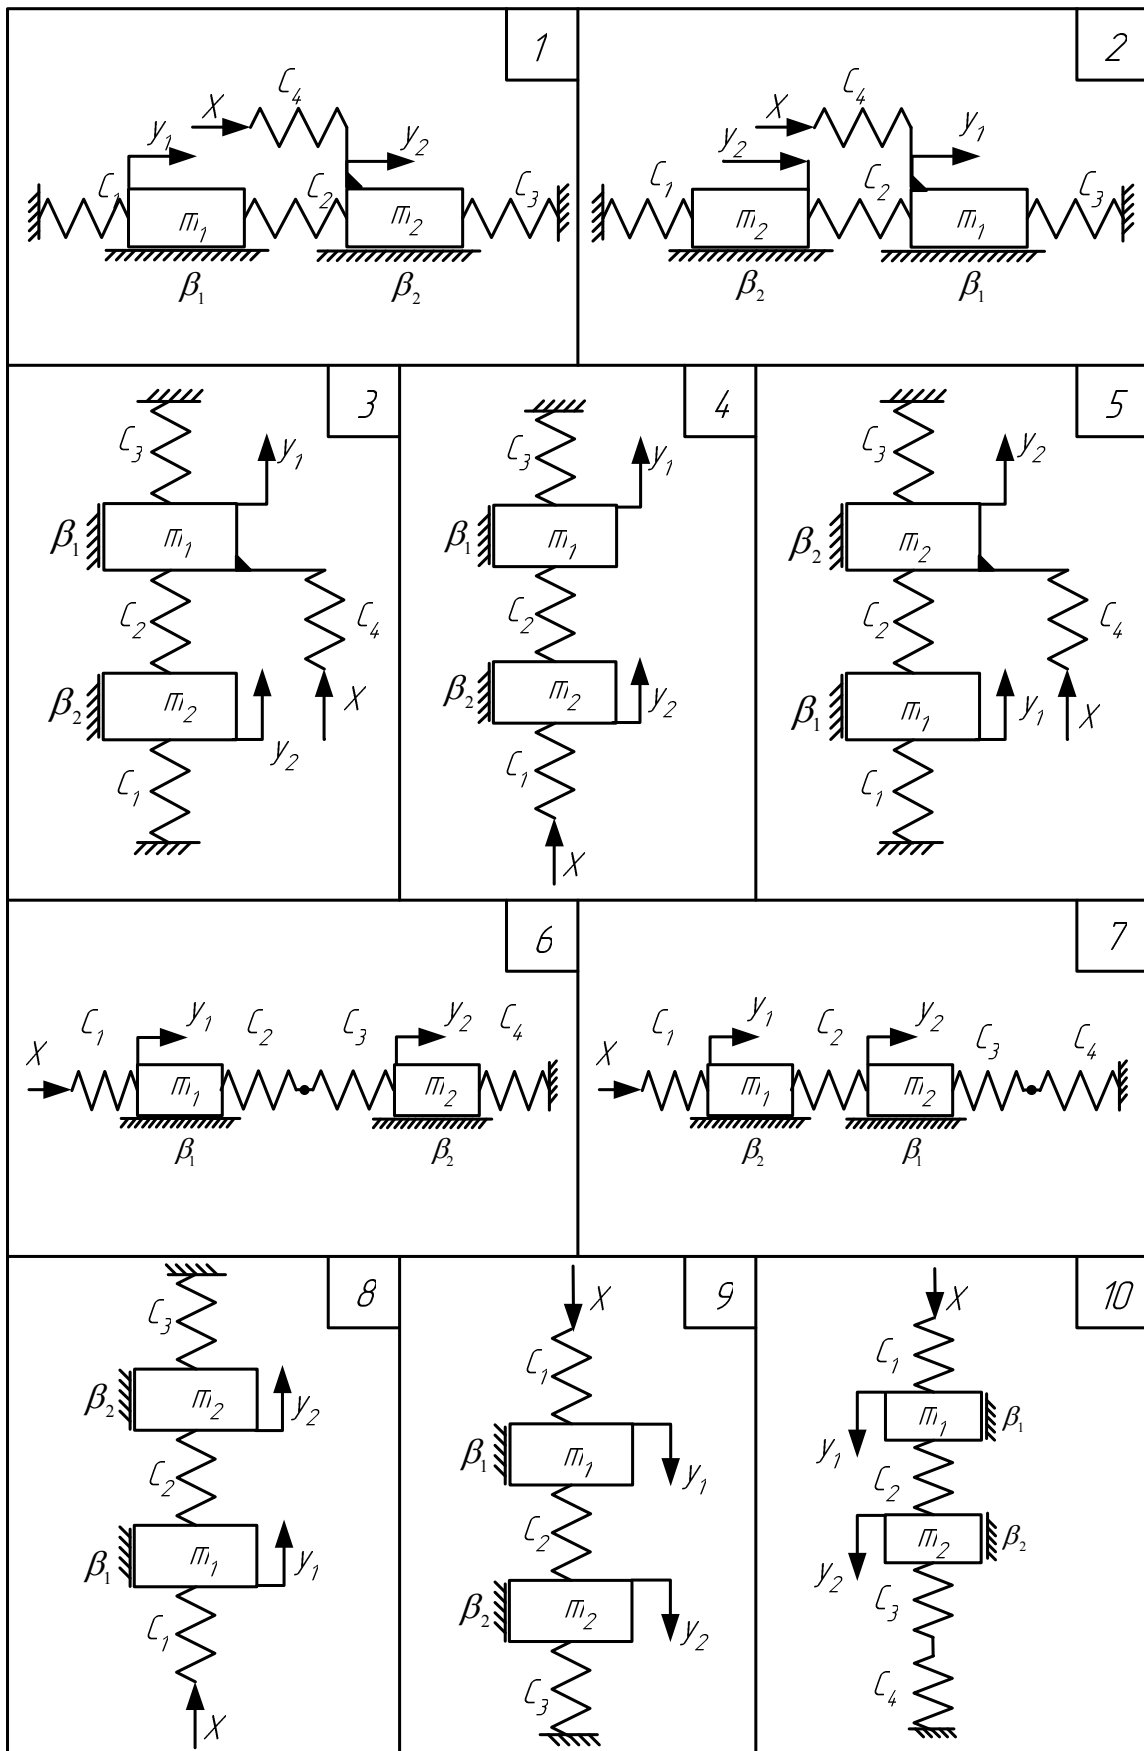 1
C₄
X
y₁
y₂
C₁
C₂
C₃
m₁
m₂
β₁
β₂
2
C₄
X
y₂
y₁
C₁
C₂
C₃
m₂
m₁
β₂
β₁
3
C₃
y₁
β₁
m₁
C₂
C₄
β₂
m₂
X
y₂
C₁
4
C₃
y₁
β₁
m₁
C₂
β₂
m₂
y₂
C₁
X
5
C₃
y₂
β₂
m₂
C₂
C₄
β₁
m₁
y₁
X
C₁
6
C₁
y₁
C₂
C₃
y₂
C₄
X
m₁
m₂
β₁
β₂
7
C₁
y₁
C₂
y₂
C₃
C₄
X
m₁
m₂
β₂
β₁
8
C₃
β₂
m₂
y₂
C₂
β₁
m₁
y₁
C₁
X
9
X
C₁
β₁
m₁
y₁
C₂
β₂
m₂
y₂
C₃
10
X
C₁
m₁
β₁
y₁
C₂
m₂
β₂
y₂
C₃
C₄